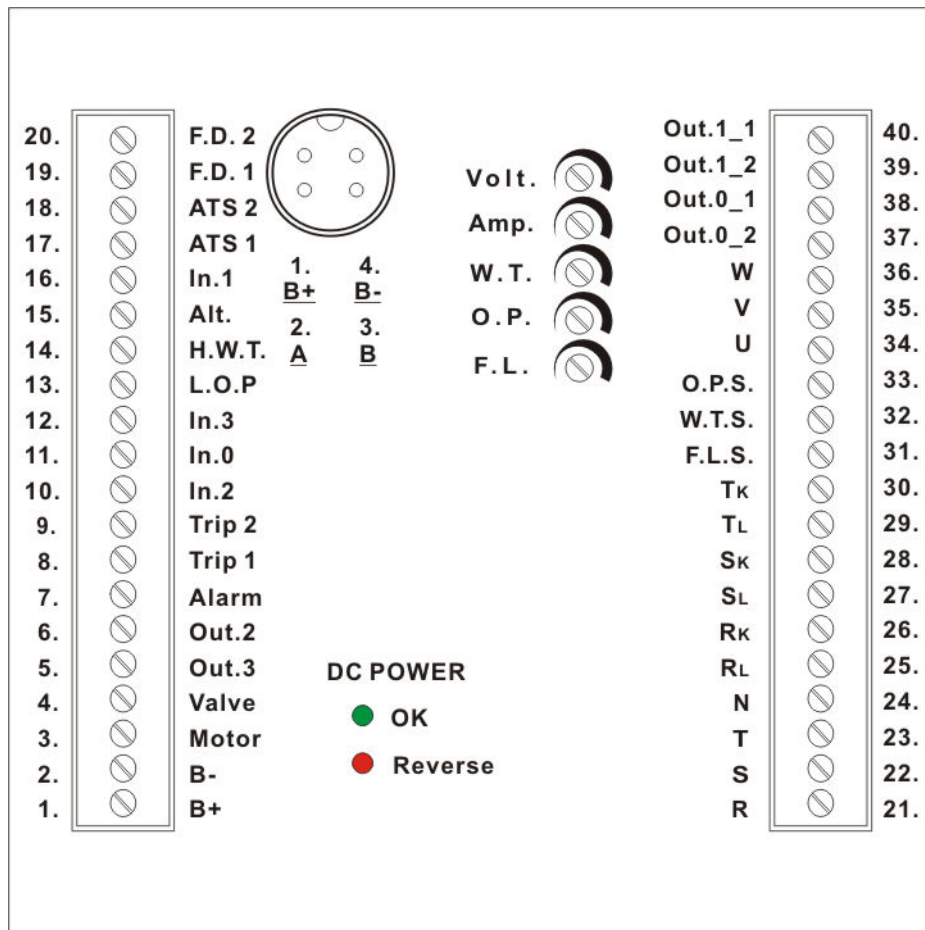 20. F.D. 2
19. F.D. 1
18. ATS 2
17. ATS 1
16. In.1
15. Alt.
14. H.W.T.
13. L.O.P
12. In.3
11. In.0
10. In.2
9. Trip 2
8. Trip 1
7. Alarm
6. Out.2
5. Out.3
4. Valve
3. Motor
2. B-
1. B+
1. 4.
B+ B-
2. 3.
A B
Volt.
Amp.
W.T.
O.P.
F.L.
DC POWER
OK
Reverse
Out.1_1 40.
Out.1_2 39.
Out.0_1 38.
Out.0_2 37.
W 36.
V 35.
U 34.
O.P.S. 33.
W.T.S. 32.
F.L.S. 31.
TK 30.
TL 29.
SK 28.
SL 27.
RK 26.
RL 25.
N 24.
T 23.
S 22.
R 21.